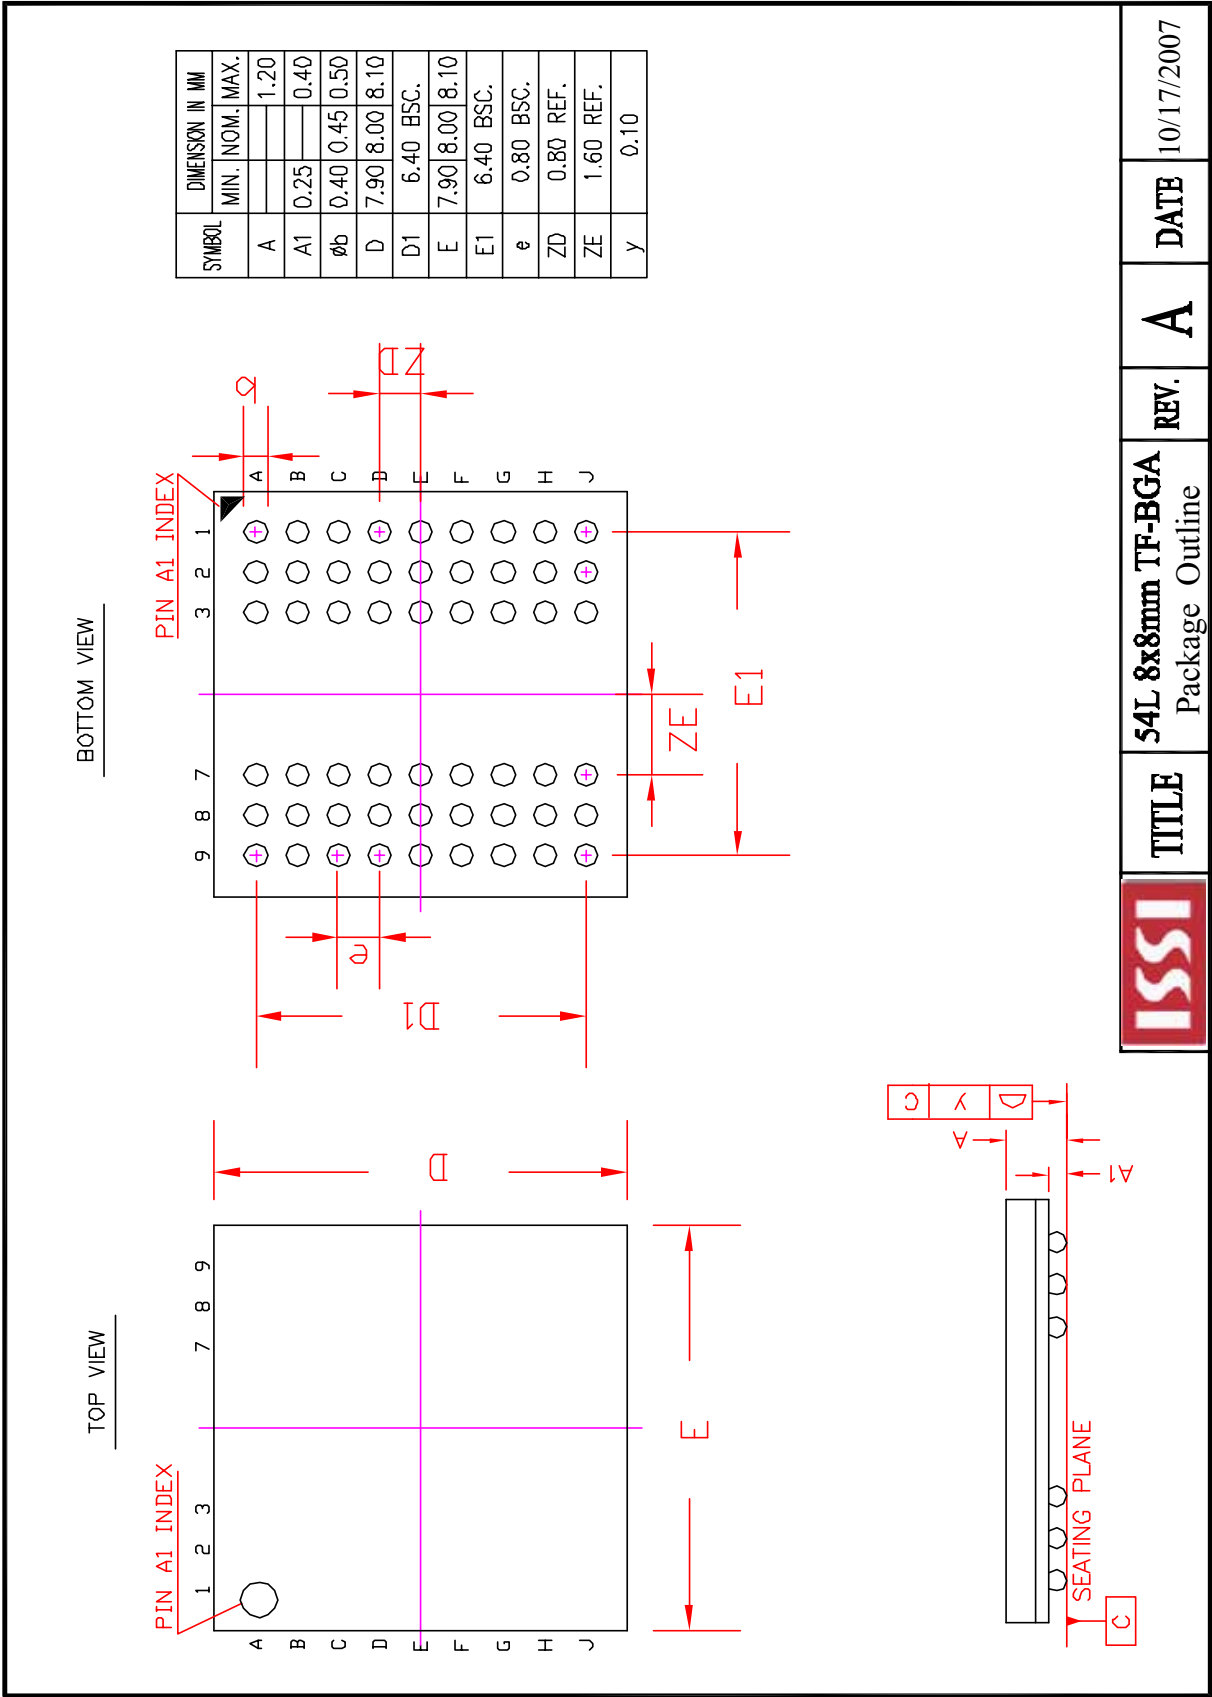 TOP VIEW
PIN A1 INDEX
1 2 3 7 8 9
A
B
C
D
E
F
G
H
J
D
E
BOTTOM VIEW
PIN A1 INDEX
9 8 7 3 2 1
A
B
C
D
E
F
G
H
J
b
ZD
e
D1
ZE
E1
SYMBOL DIMENSION IN MM
MIN. NOM. MAX.
A 1.20
A1 0.25 0.40
Øb 0.40 0.45 0.50
D 7.90 8.00 8.10
D1 6.40 BSC.
E 7.90 8.00 8.10
E1 6.40 BSC.
e 0.80 BSC.
ZD 0.80 REF.
ZE 1.60 REF.
y 0.10
C y
A
A1
SEATING PLANE
C
ISSI
TITLE
54L 8x8mm TF-BGA
Package Outline
REV.
A
DATE
10/17/2007